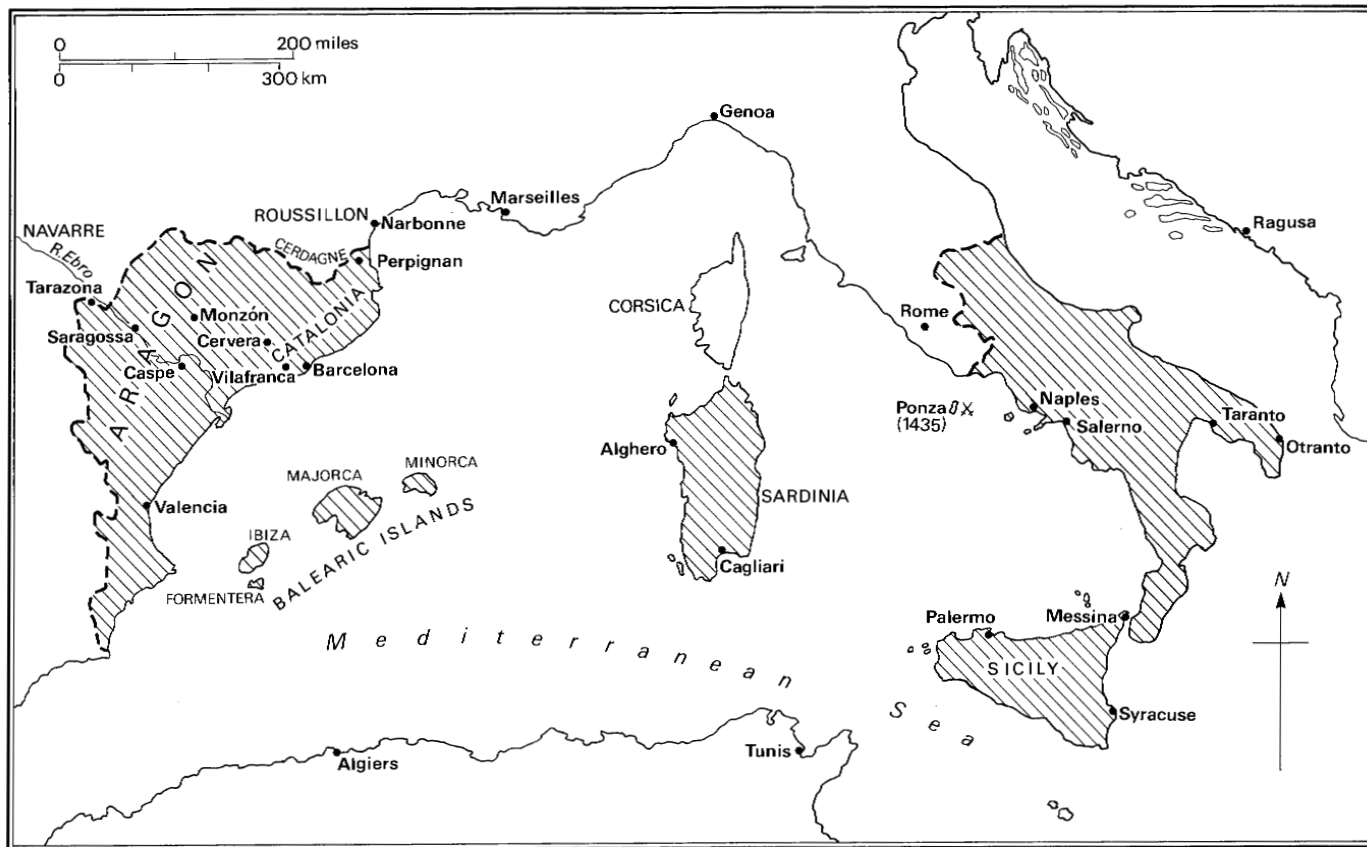 0 200 miles
0 300 km
Genoa
Marseilles
ROUSSILLON
Narbonne
NAVARRE
R. Ebro
CERDAGNE
Perpignan
Ragusa
Tarazona
ARAGON
Monzón
CORSICA
Rome
Saragossa
Cervera
CATALONIA
Caspe
Vilafranca
Barcelona
Ponza
(1435)
Naples
Salerno
Taranto
Otranto
Alghero
MINORCA
MAJORCA
SARDINIA
Valencia
IBIZA
BALEARIC ISLANDS
Cagliari
FORMENTERA
N
Mediterranean Sea
Palermo
Messina
SICILY
Syracuse
Algiers
Tunis